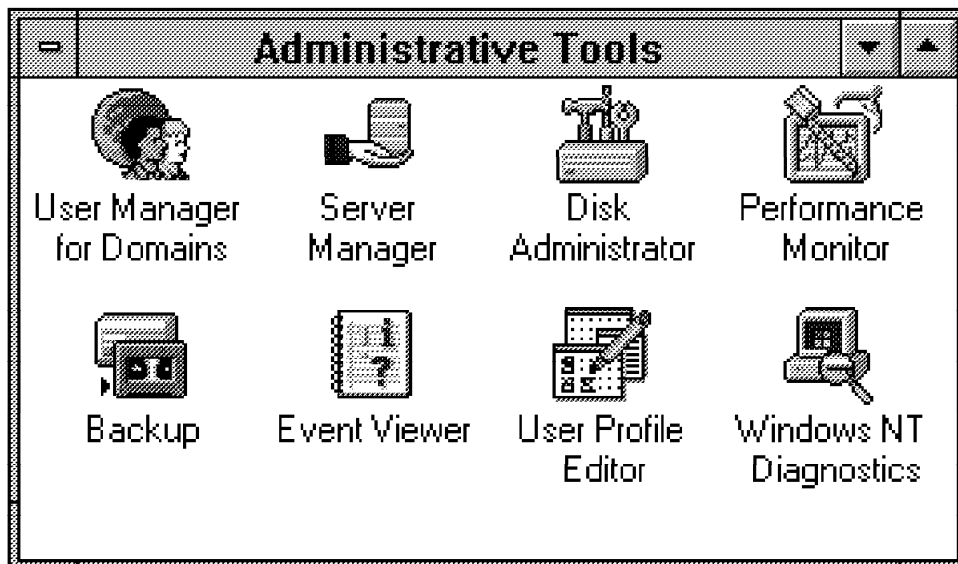 Administrative Tools
User Manager
for Domains
Server
Manager
Disk
Administrator
Performance
Monitor
Backup
Event Viewer
User Profile
Editor
Windows NT
Diagnostics